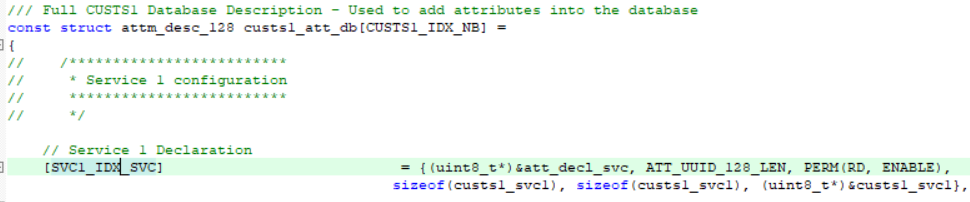 /// Full CUSTS1 Database Description - Used to add attributes into the database
const struct attm_desc_128 custs1_att_db[CUSTS1_IDX_NB] =
{
//    /*************************
//     * Service 1 configuration
//     *************************
//     */
// Service 1 Declaration
[SVC1_IDX_SVC]                     = {(uint8_t*)&att_decl_svc, ATT_UUID_128_LEN, PERM(RD, ENABLE),
sizeof(custs1_svc1), sizeof(custs1_svc1), (uint8_t*)&custs1_svc1},